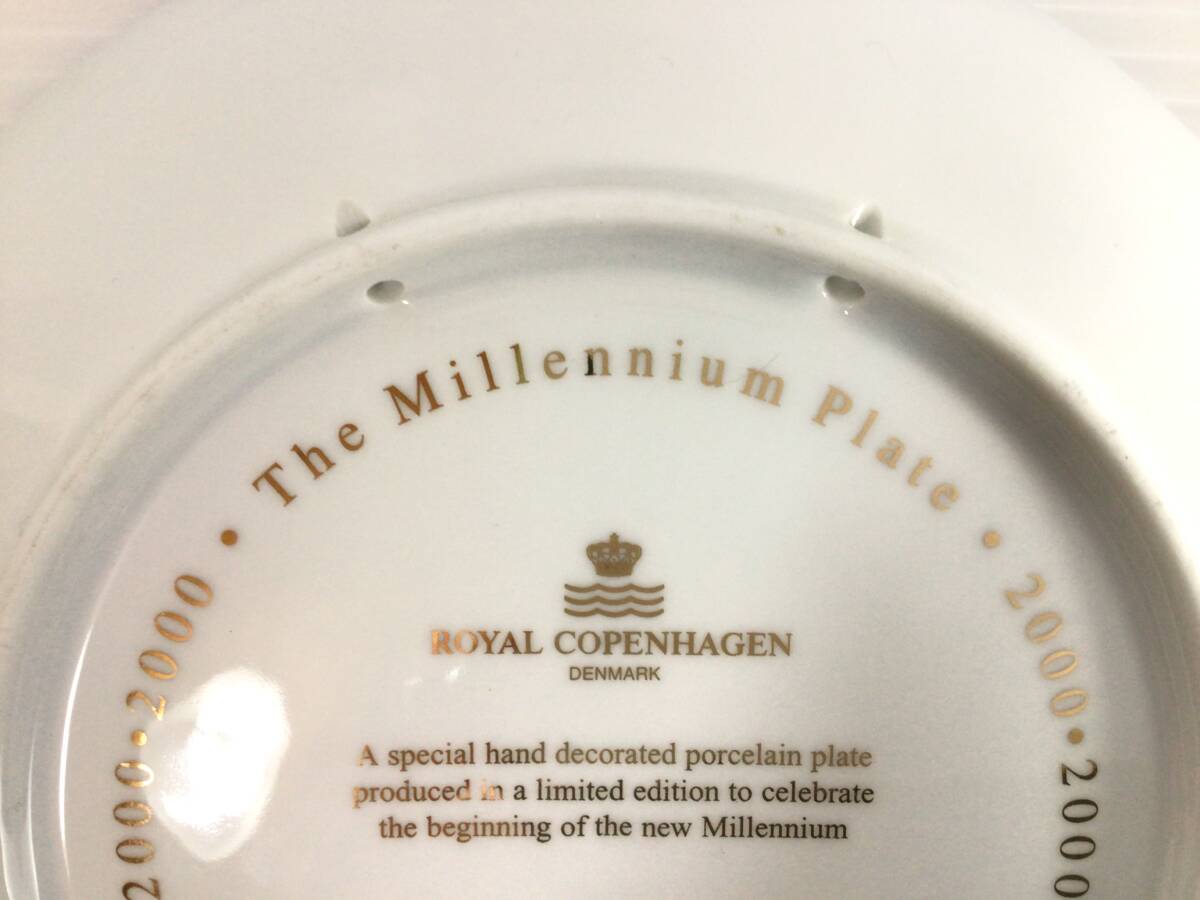 2000•2000 • The Millennium Plate • 2000•2000
ROYAL COPENHAGEN
DENMARK
A special hand decorated porcelain plate
produced in a limited edition to celebrate
the beginning of the new Millennium